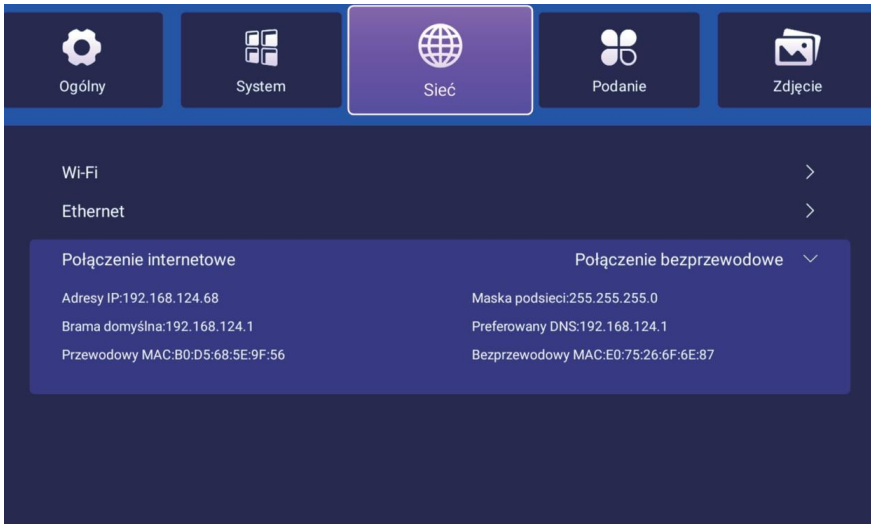 Ogólny
System
Sieć
Podanie
Zdjęcie
Wi-Fi
Ethernet
Połączenie internetowe
Połączenie bezprzewodowe
Adresy IP:192.168.124.68
Maska podsieci:255.255.255.0
Brama domyślna:192.168.124.1
Preferowany DNS:192.168.124.1
Przewodowy MAC:B0:D5:68:5E:9F:56
Bezprzewodowy MAC:E0:75:26:6F:6E:87